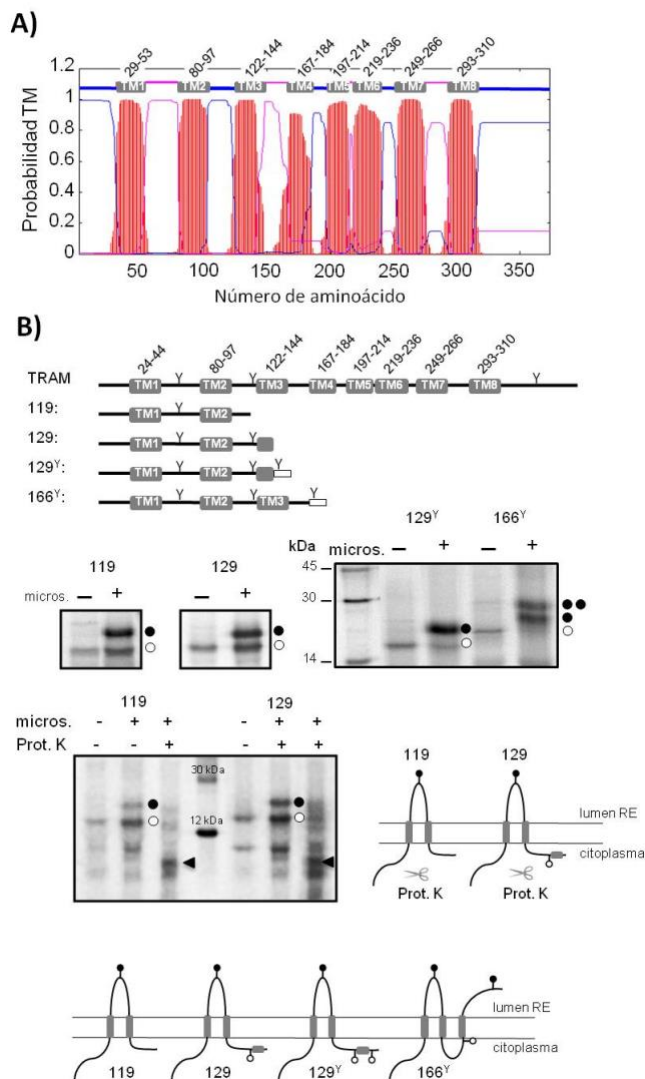 A)
29-53 80-97 122-144 167-184 197-214 219-236 249-266 293-310
1.2
TM1 TM2 TM3 TM4 TM5 TM6 TM7 TM8
1
0.8
0.6
0.4
0.2
0
Probabilidad TM
50 100 150 200 250 300 350
Número de aminoácido
B)
24-44 80-97 122-144 167-184 197-214 219-236 249-266 293-310
TRAM TM1 Y TM2 Y TM3 TM4 TM5 TM6 TM7 TM8 Y
119: TM1 Y TM2
129: TM1 Y TM2 Y
129Y: TM1 Y TM2 Y Y
166Y: TM1 Y TM2 Y TM3 Y
119 129
micros. – + – +
129Y 166Y
kDa micros. – + – +
45
30
14
119 129
micros. - + + - + +
Prot. K - - + - + +
30 kDa
12 kDa
119 129
lumen RE
citoplasma
Prot. K Prot. K
lumen RE
citoplasma
119 129 129Y 166Y